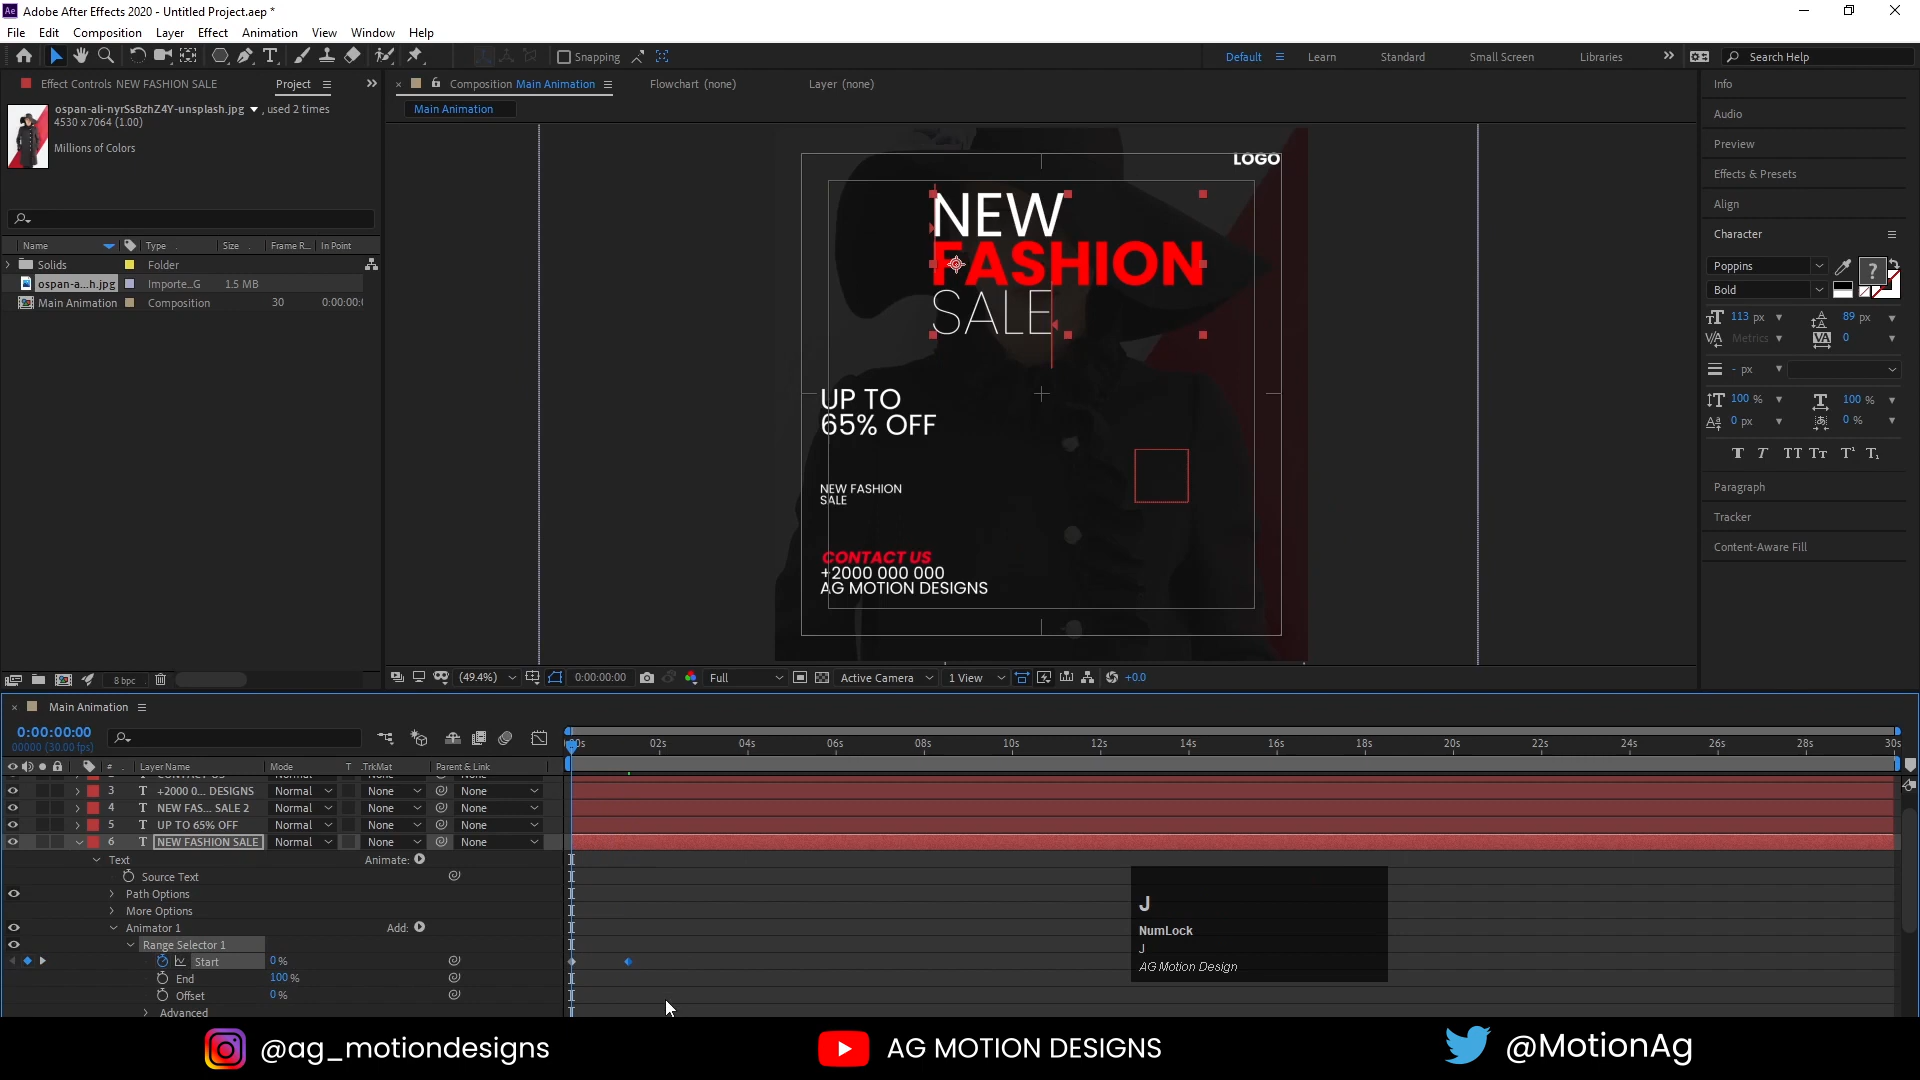 Adobe After Effects 2020 - Untitled Project.aep *
File Edit Composition Layer Effect Animation View Window Help
Snapping
Default Learn Standard Small Screen Libraries
Search Help
Effect Controls NEW FASHION SALE Project
ospan-ali-nyrSsBzhZ4Y-unsplash.jpg , used 2 times
4530 x 7064 (1.00)
Millions of Colors
Name Type Size Frame R... In Point
Solids Folder
ospan-a...h.jpg Importe...G 1.5 MB
Main Animation Composition 30 0:00:00:(
8 bpc
Composition Main Animation Flowchart (none) Layer (none)
Main Animation
LOGO
NEW
FASHION
SALE
UP TO
65% OFF
NEW FASHION
SALE
CONTACT US
+2000 000 000
AG MOTION DESIGNS
(49.4%) 0:00:00:00 Full Active Camera 1 View +0.0
Info
Audio
Preview
Effects & Presets
Align
Character
Poppins
Bold
113 px 89 px
Metrics 0
- px
100 % 100 %
0 px 0 %
Paragraph
Tracker
Content-Aware Fill
Main Animation
0:00:00:00
00000 (30.00 fps)
:00s 02s 04s 06s 08s 10s 12s 14s 16s 18s 20s 22s 24s 26s 28s 30s
# Layer Name Mode T .TrkMat Parent & Link
3 T +2000 0... DESIGNS Normal None None
4 T NEW FAS... SALE 2 Normal None None
5 T UP TO 65% OFF Normal None None
6 T NEW FASHION SALE Normal None None
Text Animate:
Source Text
Path Options
More Options
Animator 1 Add:
Range Selector 1
Start 0 %
End 100 %
Offset 0 %
Advanced
J
NumLock
J
AG Motion Design
@ag_motiondesigns AG MOTION DESIGNS @MotionAg